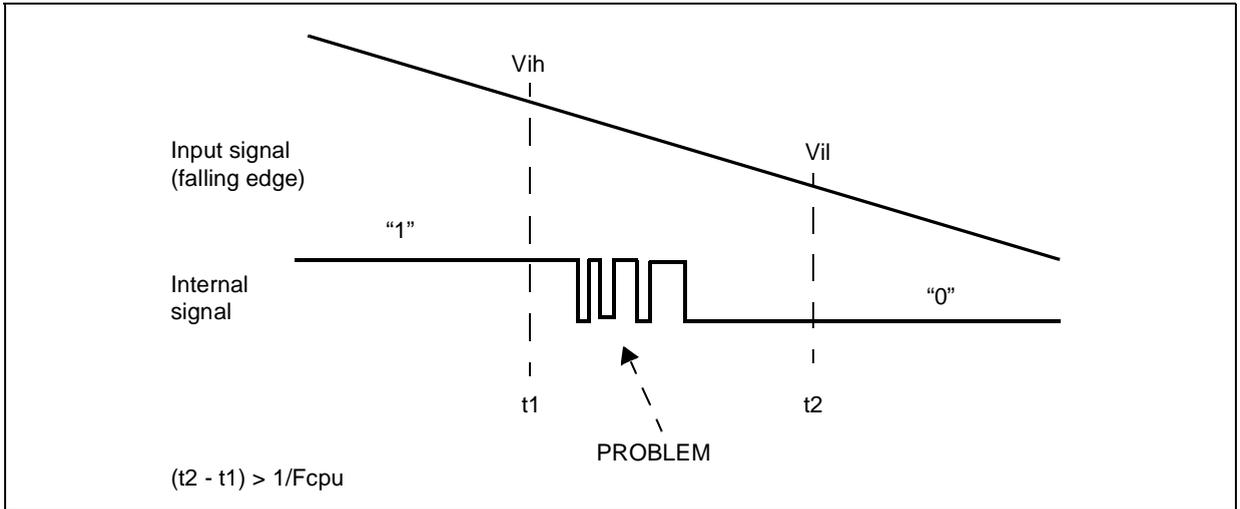 Vih
Input signal
(falling edge)
Vil
“1”
Internal
signal
“0”
t1
t2
PROBLEM
(t2 - t1) > 1/Fcpu